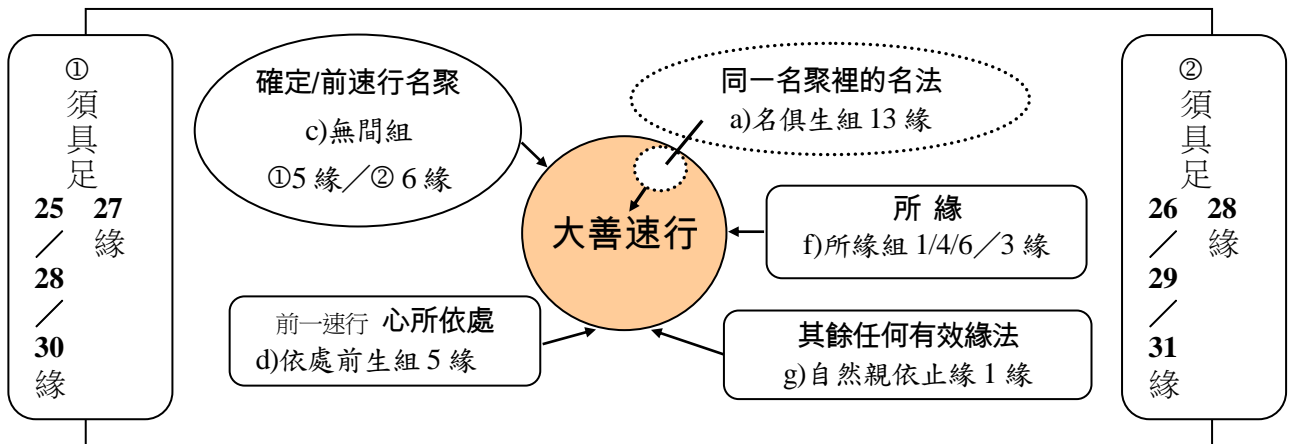 ①
須
具
足
25 27
／ 緣
28
／
30
緣
確定/前速行名聚
c)無間組
①5 緣／② 6 緣
同一名聚裡的名法
a)名俱生組 13 緣
大善速行
所 緣
f)所緣組 1/4/6／3 緣
前一速行 心所依處
d)依處前生組 5 緣
其餘任何有效緣法
g)自然親依止緣 1 緣
②
須
具
足
26 28
／ 緣
29
／
31
緣